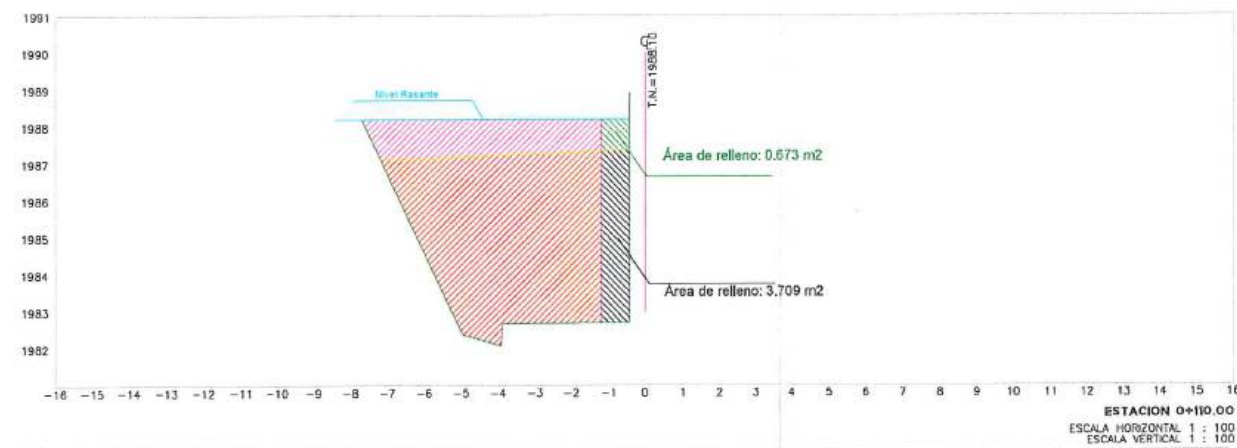 1991
1990
1989
1988
1987
1986
1985
1984
1983
1982
Nivel Rasante
T.N.=1988.10
Área de relleno: 0.673 m2
Área de relleno: 3.709 m2
-16 -15 -14 -13 -12 -11 -10 -9 -8 -7 -6 -5 -4 -3 -2 -1 0 1 2 3 4 5 6 7 8 9 10 11 12 13 14 15 16
ESTACION 0+110.00
ESCALA HORIZONTAL 1 : 100
ESCALA VERTICAL 1 : 100